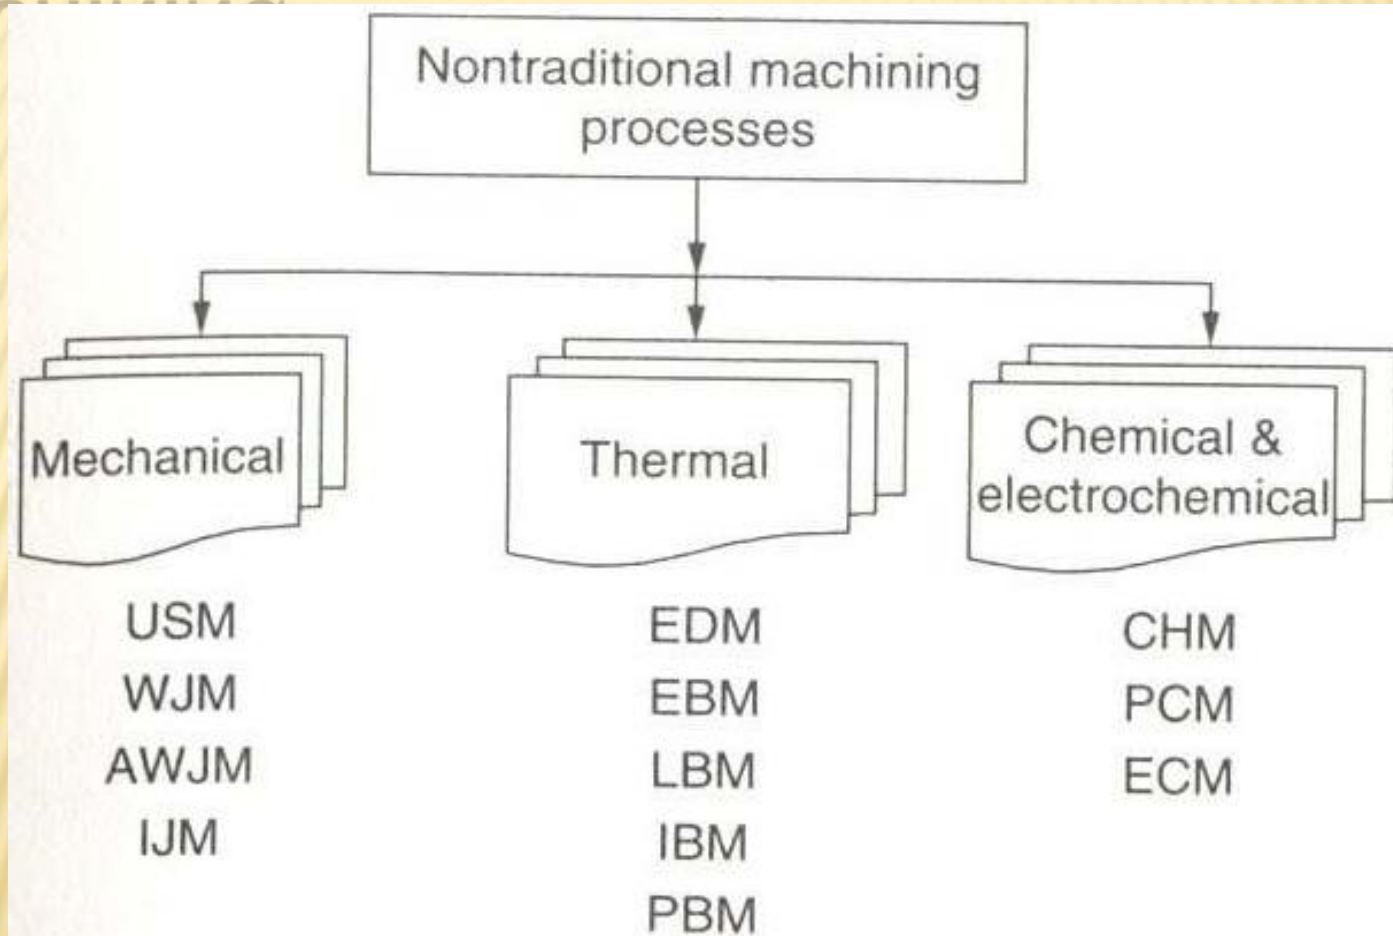 Nontraditional machining
processes
Mechanical
Thermal
Chemical &
electrochemical
USM
WJM
AWJM
IJM
EDM
EBM
LBM
IBM
PBM
CHM
PCM
ECM